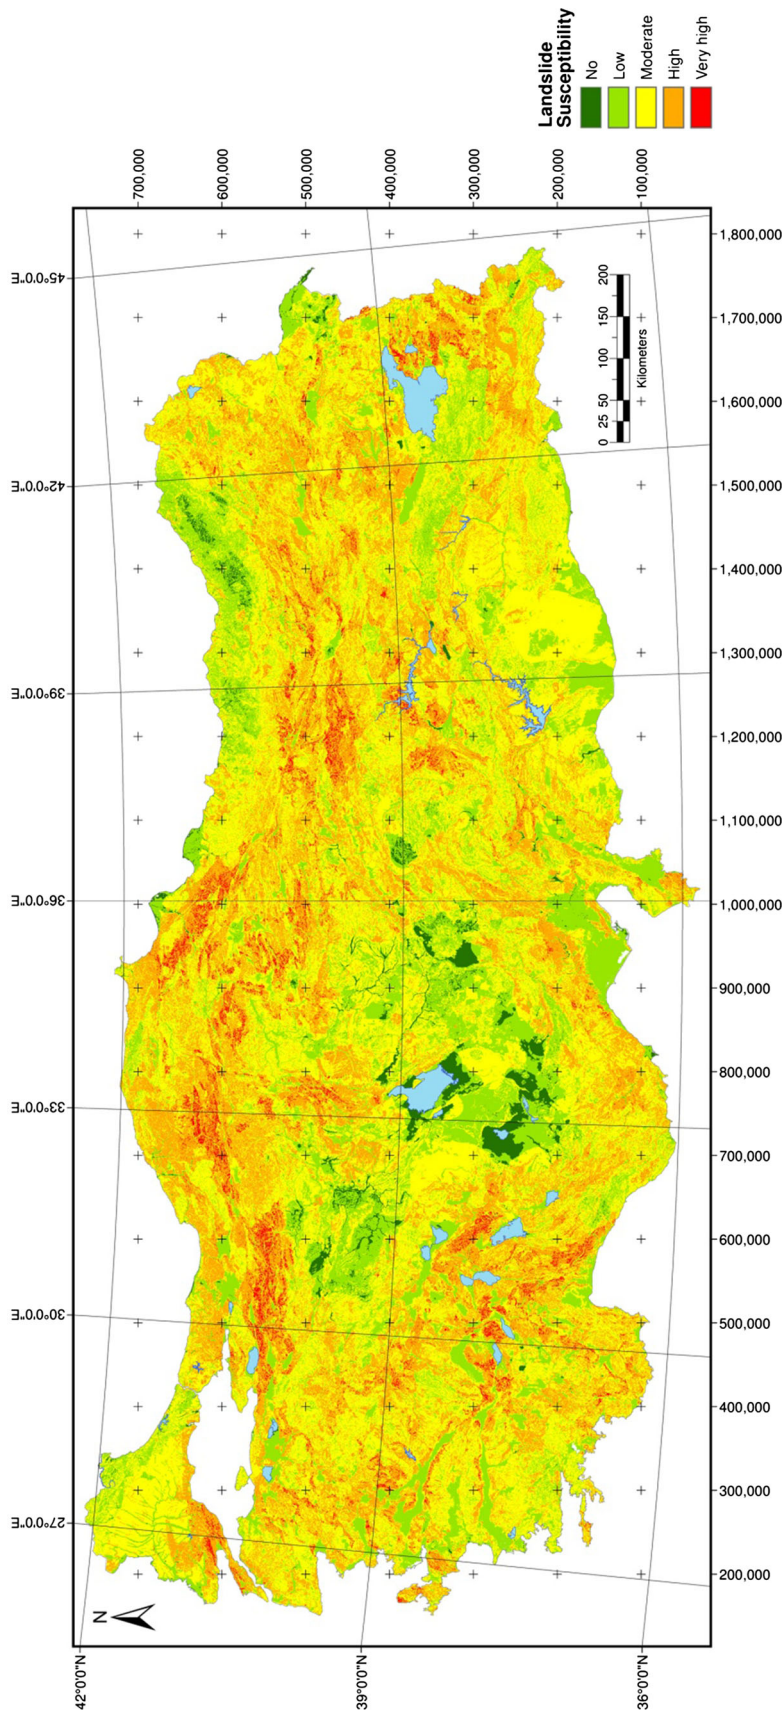 Landslide
Susceptibility
No
Low
Moderate
High
Very high
700,000
600,000
500,000
400,000
300,000
200,000
100,000
45°0'0"E
42°0'0"E
39°0'0"E
36°0'0"E
33°0'0"E
30°0'0"E
27°0'0"E
1,800,000
1,700,000
1,600,000
1,500,000
1,400,000
1,300,000
1,200,000
1,100,000
1,000,000
900,000
800,000
700,000
600,000
500,000
400,000
300,000
200,000
0 25 50 100 150 200
Kilometers
N
42°0'0"N
39°0'0"N
36°0'0"N